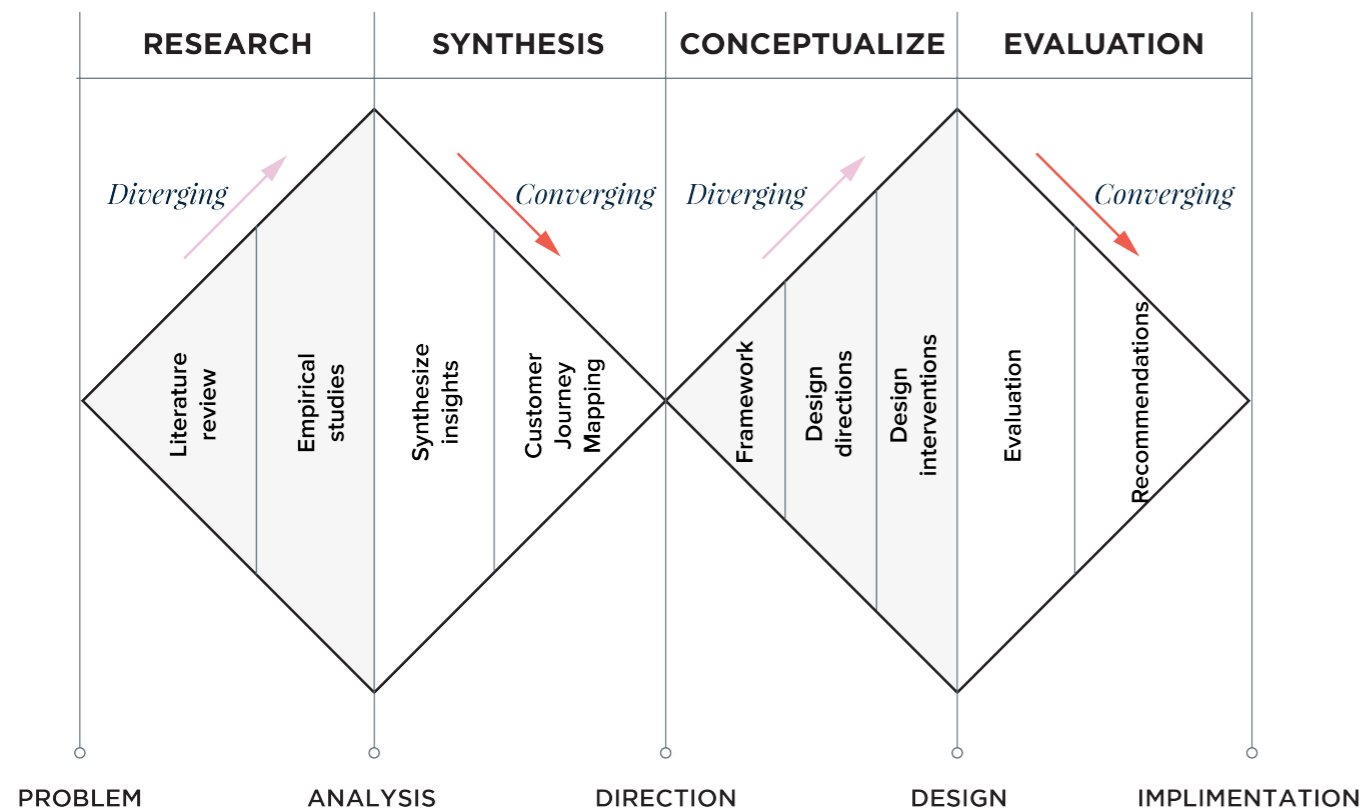 RESEARCH
SYNTHESIS
CONCEPTUALIZE
EVALUATION
Diverging
Converging
Diverging
Converging
Literature
review
Empirical
studies
Synthesize
insights
Customer
Journey
Mapping
Framework
Design
directions
Design
interventions
Evaluation
Recommendations
PROBLEM
ANALYSIS
DIRECTION
DESIGN
IMPLIMENTATION